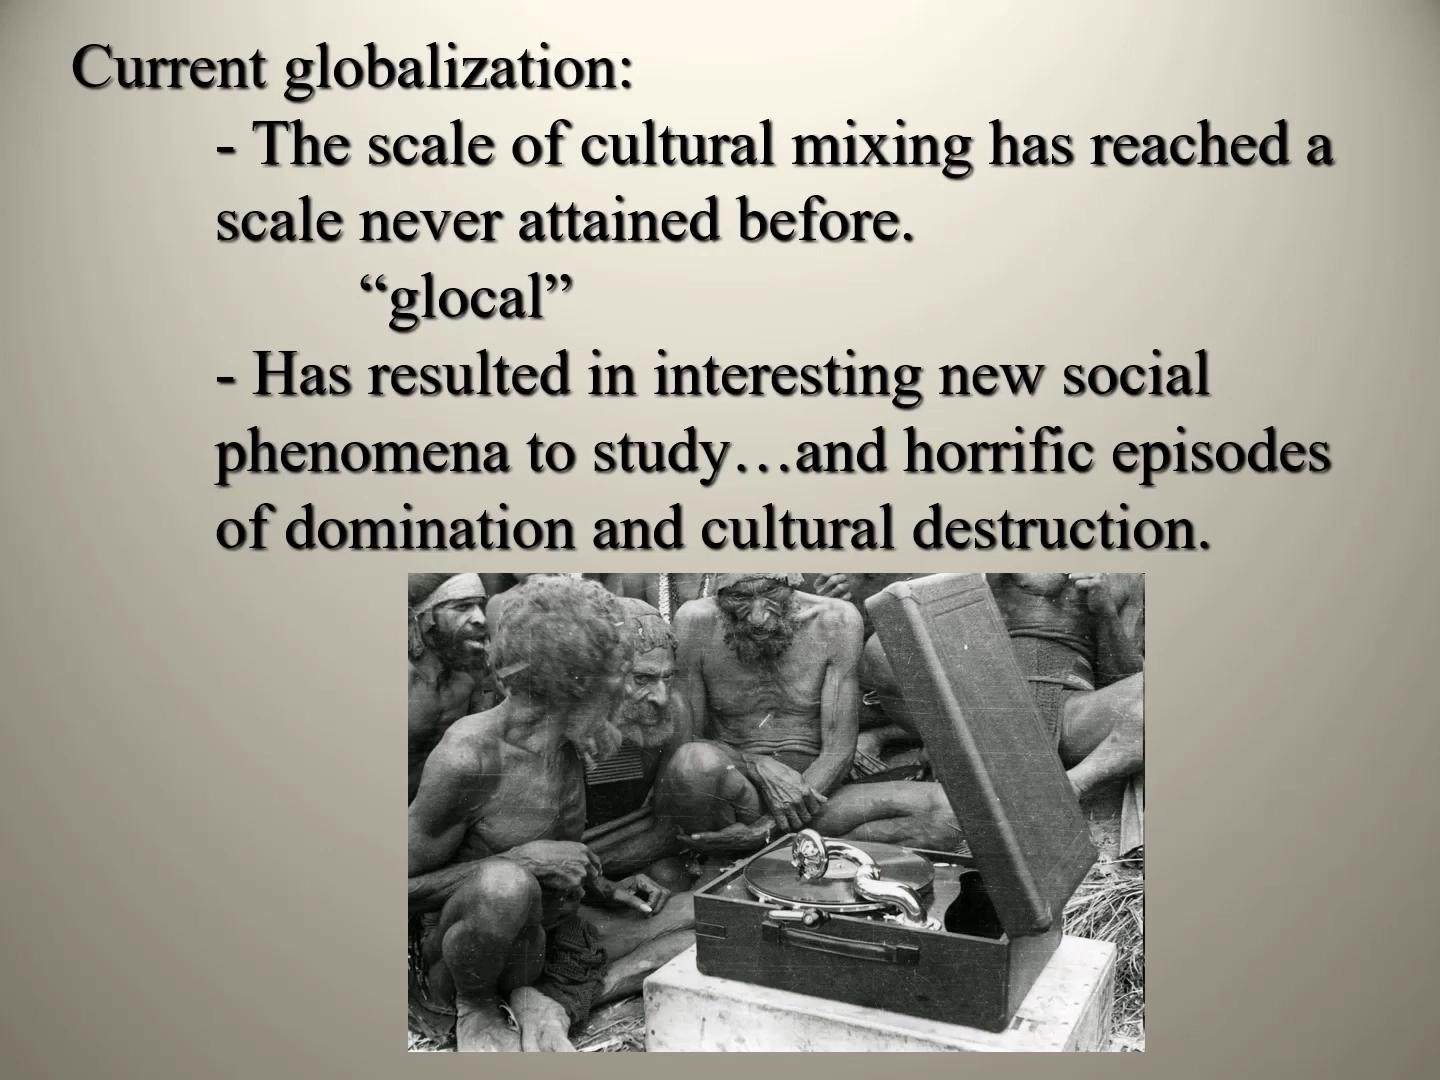 Current globalization:
- The scale of cultural mixing has reached a
scale never attained before.
“glocal”
- Has resulted in interesting new social
phenomena to study…and horrific episodes
of domination and cultural destruction.